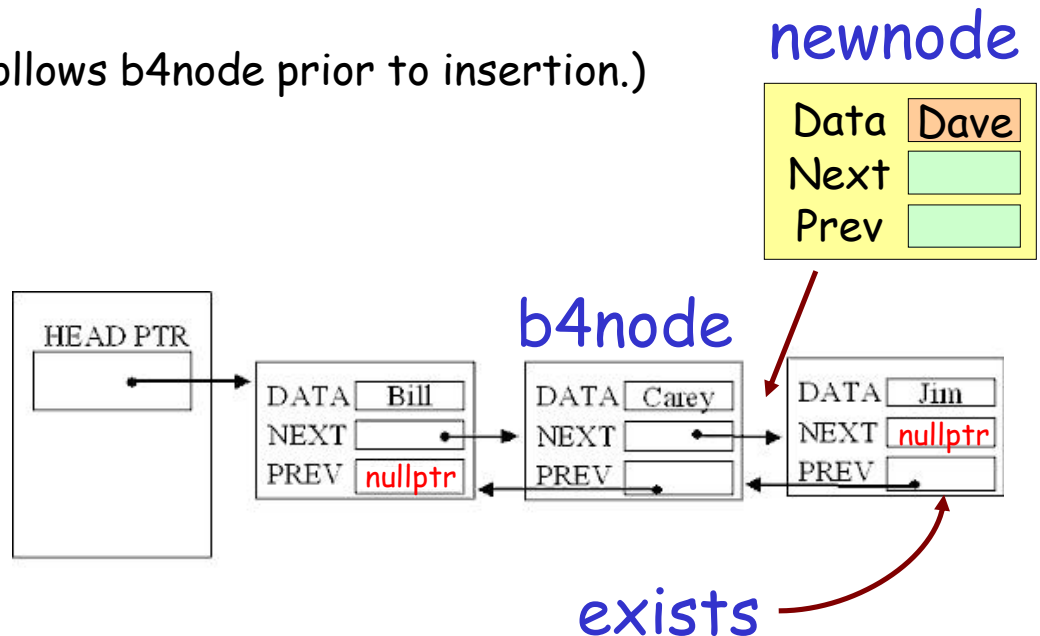 newnode
ollows b4node prior to insertion.)
Data Dave
Next
Prev
b4node
HEAD PTR
DATA Bill
NEXT
PREV nullptr
DATA Carey
NEXT
PREV
DATA Jim
NEXT nullptr
PREV
exists